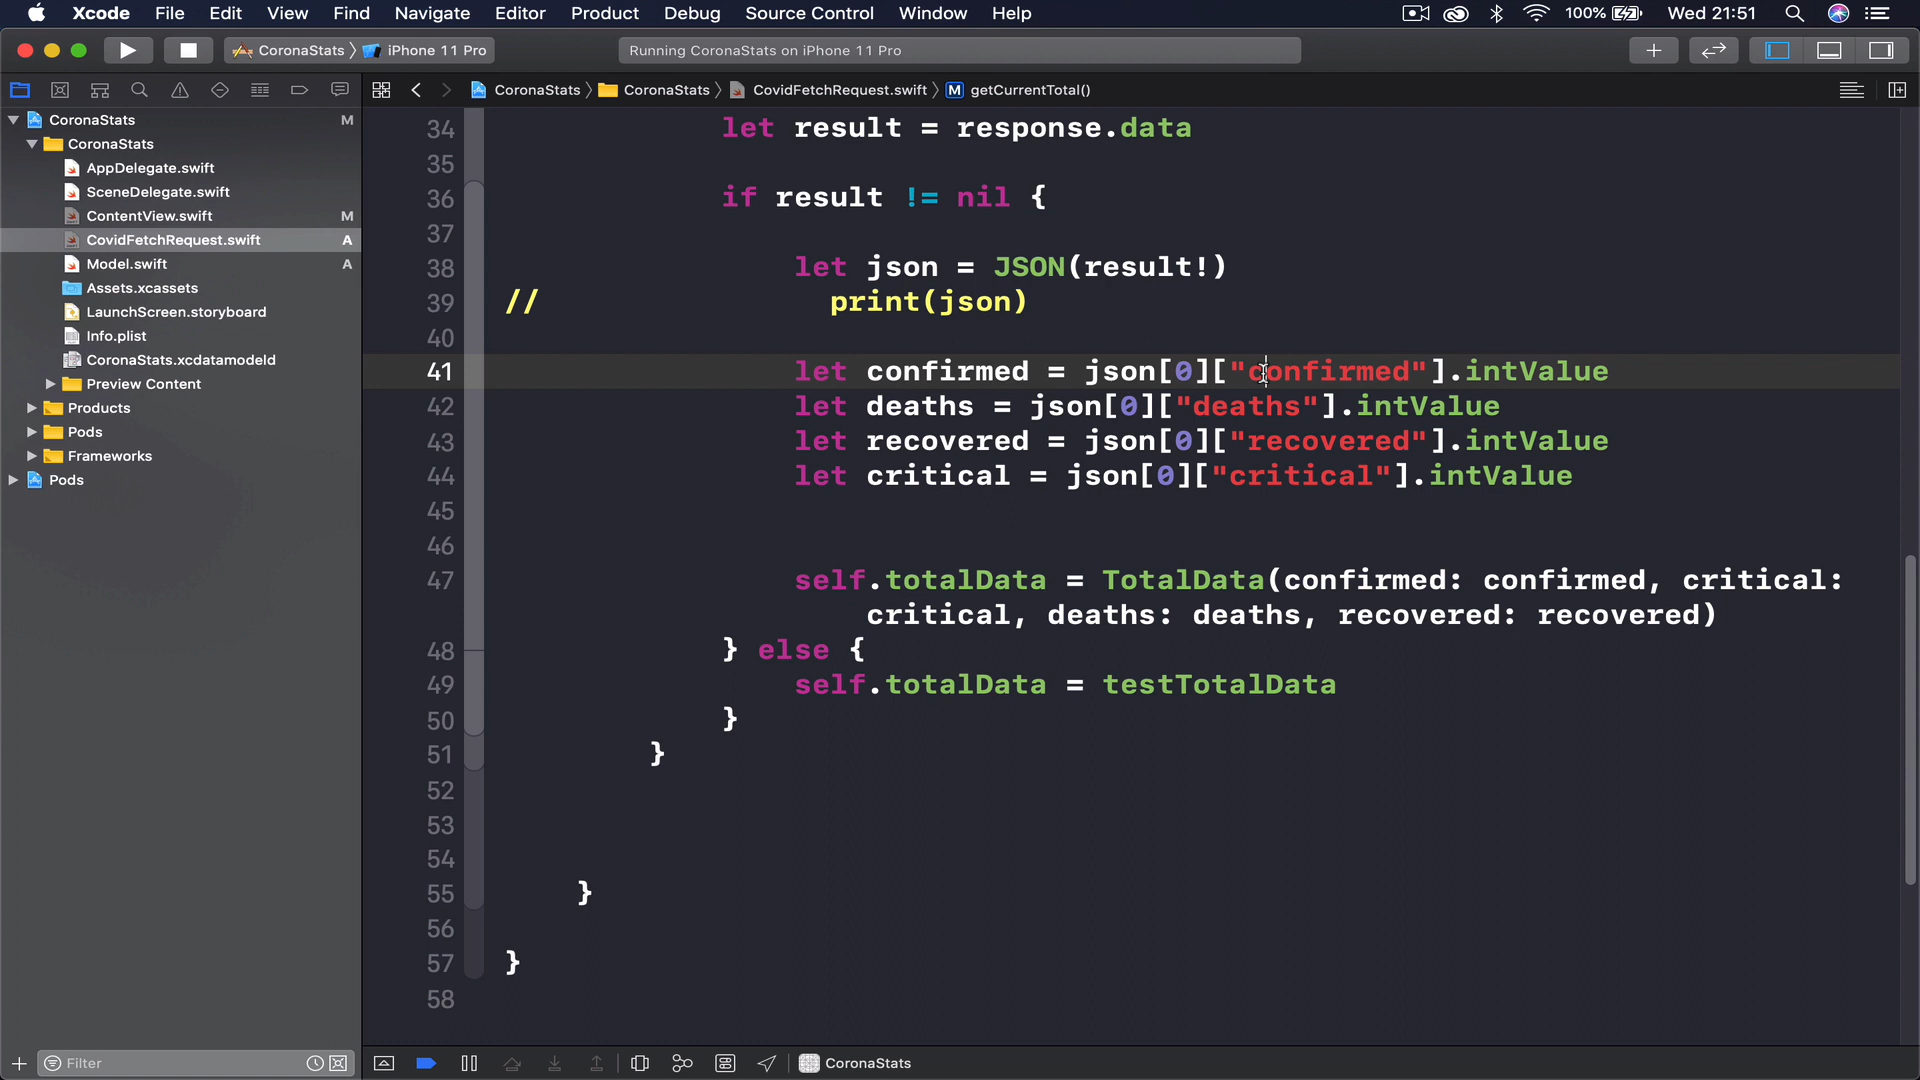 Xcode File Edit View Find Navigate Editor Product Debug Source Control Window Help 100% Wed 21:51
CoronaStats iPhone 11 Pro Running CoronaStats on iPhone 11 Pro
CoronaStats CoronaStats CovidFetchRequest.swift M getCurrentTotal()
CoronaStats M
CoronaStats
AppDelegate.swift
SceneDelegate.swift
ContentView.swift M
CovidFetchRequest.swift A
Model.swift A
Assets.xcassets
LaunchScreen.storyboard
Info.plist
CoronaStats.xcdatamodeld
Preview Content
Products
Pods
Frameworks
Pods
34 let result = response.data
35
36 if result != nil {
37
38 let json = JSON(result!)
39 // print(json)
40
41 let confirmed = json[0]["confirmed"].intValue
42 let deaths = json[0]["deaths"].intValue
43 let recovered = json[0]["recovered"].intValue
44 let critical = json[0]["critical"].intValue
45
46
47 self.totalData = TotalData(confirmed: confirmed, critical:
critical, deaths: deaths, recovered: recovered)
48 } else {
49 self.totalData = testTotalData
50 }
51 }
52
53
54
55 }
56
57 }
58
Filter CoronaStats